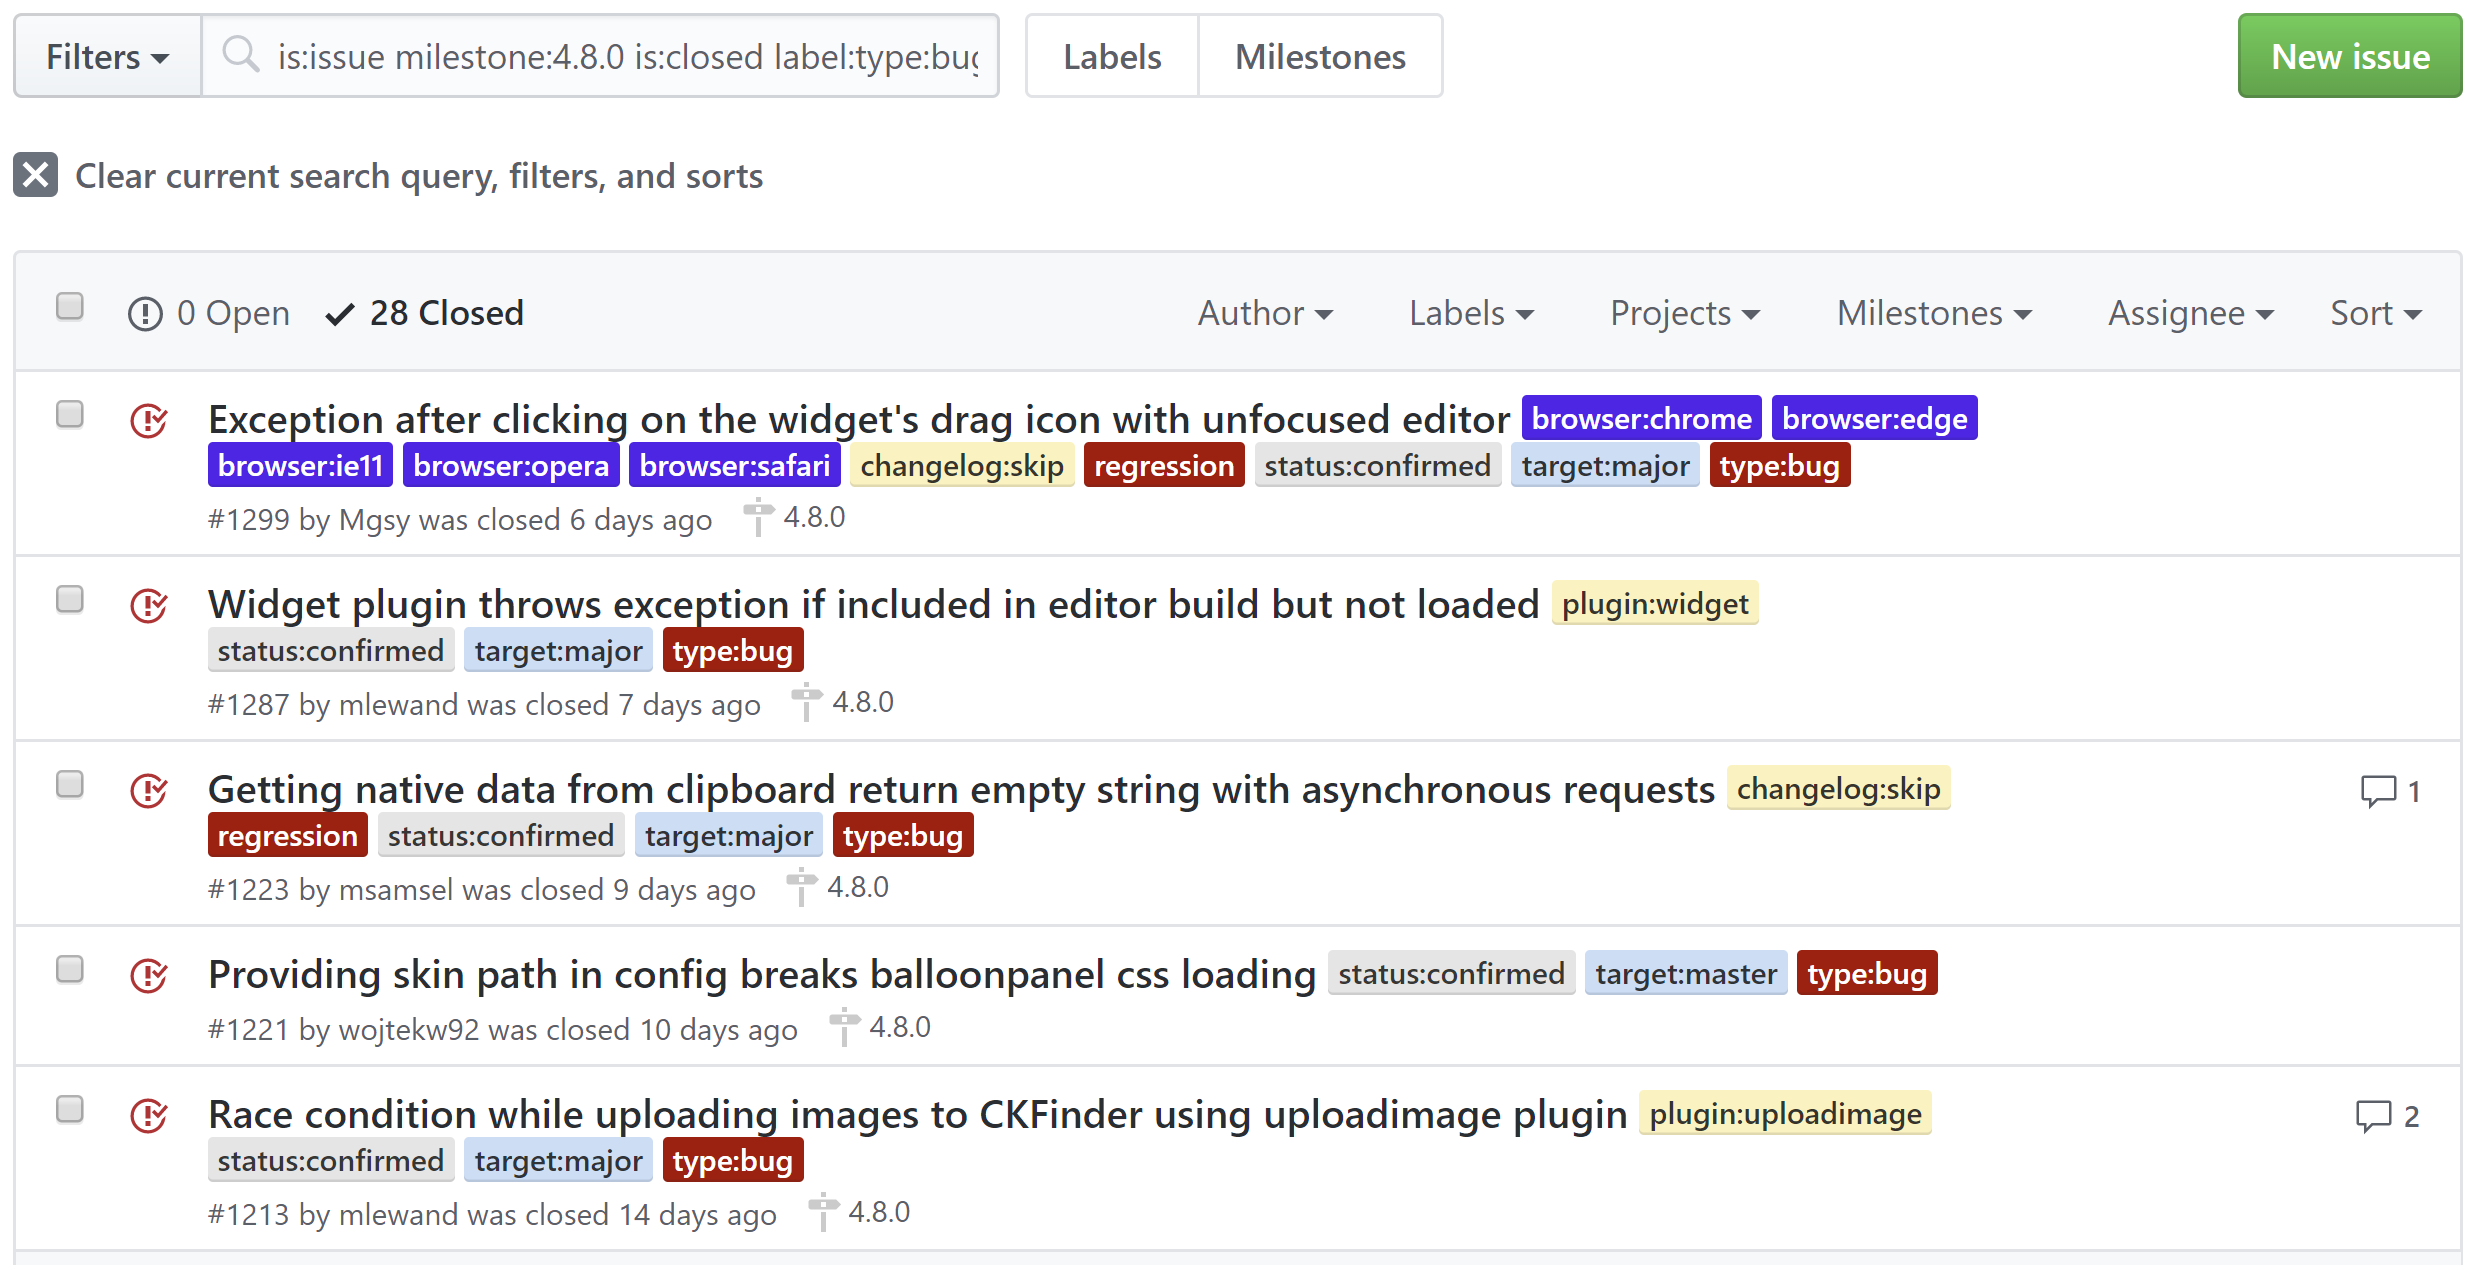 Filters is:issue milestone:4.8.0 is:closed label:type:bug Labels Milestones New issue
Clear current search query, filters, and sorts
0 Open 28 Closed Author Labels Projects Milestones Assignee Sort
Exception after clicking on the widget's drag icon with unfocused editor browser:chrome browser:edge
browser:ie11 browser:opera browser:safari changelog:skip regression status:confirmed target:major type:bug
#1299 by Mgsy was closed 6 days ago 4.8.0
Widget plugin throws exception if included in editor build but not loaded plugin:widget
status:confirmed target:major type:bug
#1287 by mlewand was closed 7 days ago 4.8.0
Getting native data from clipboard return empty string with asynchronous requests changelog:skip 1
regression status:confirmed target:major type:bug
#1223 by msamsel was closed 9 days ago 4.8.0
Providing skin path in config breaks balloonpanel css loading status:confirmed target:master type:bug
#1221 by wojtekw92 was closed 10 days ago 4.8.0
Race condition while uploading images to CKFinder using uploadimage plugin plugin:uploadimage 2
status:confirmed target:major type:bug
#1213 by mlewand was closed 14 days ago 4.8.0